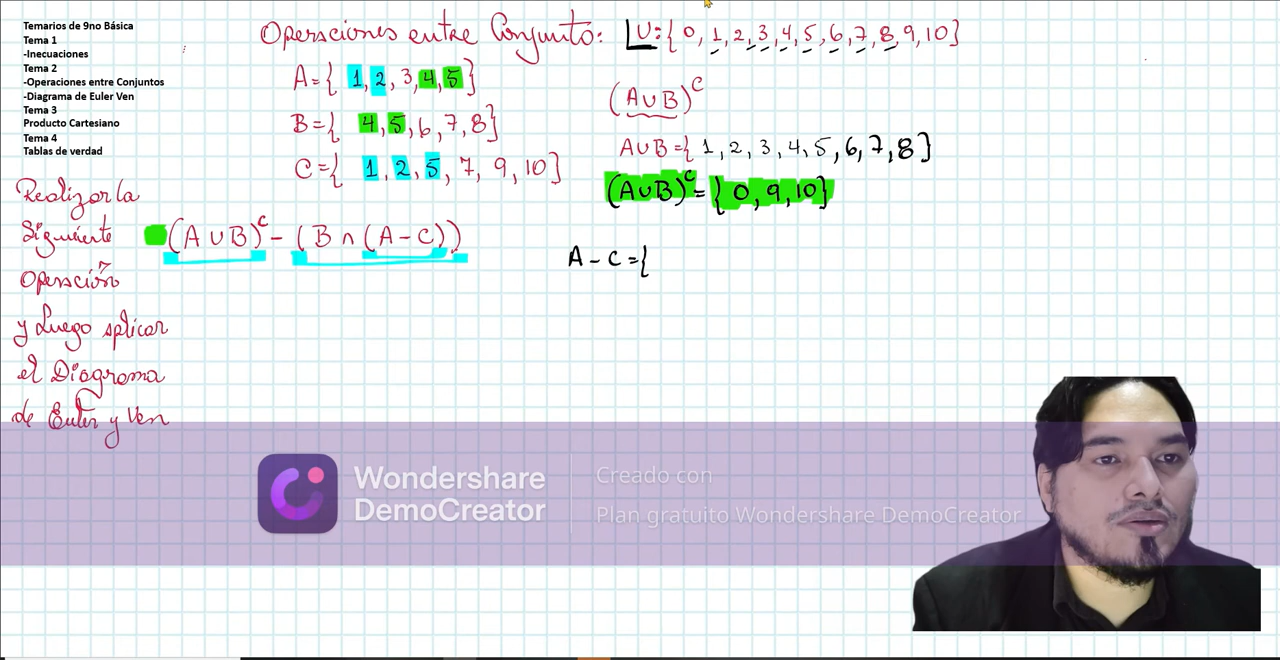 Temarios de 9no Básica
Tema 1
-Inecuaciones
Tema 2
-Operaciones entre Conjuntos
-Diagrama de Euler Ven
Tema 3
Producto Cartesiano
Tema 4
Tablas de verdad
Operaciones entre Conjunto: U:{ 0, 1, 2, 3, 4, 5, 6, 7, 8, 9, 10}
A={ 1, 2, 3, 4, 5}
B={ 4, 5, 6, 7, 8}
C={ 1, 2, 5, 7, 9, 10}
Realizar la
Siguiente
Operación
y Luego aplicar
el Diagrama
de Euler y Ven
(A ∪ B)ᶜ - (B ∩ (A - C))
(A∪B)ᶜ
A∪B={ 1, 2, 3, 4, 5, 6, 7, 8}
(A∪B)ᶜ={ 0, 9, 10}
A - C ={
Wondershare
DemoCreator
Creado con
Plan gratuito Wondershare DemoCreator